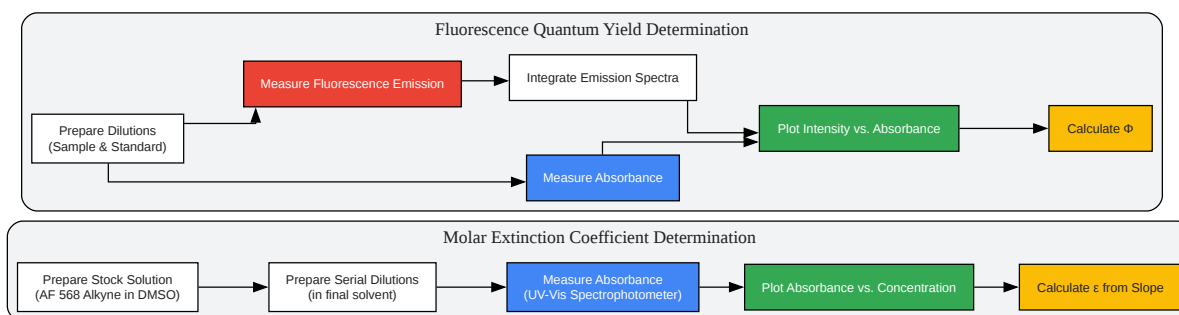 Fluorescence Quantum Yield Determination
Measure Fluorescence Emission
Integrate Emission Spectra
Prepare Dilutions
(Sample & Standard)
Plot Intensity vs. Absorbance
Calculate Φ
Measure Absorbance
Molar Extinction Coefficient Determination
Prepare Stock Solution
(AF 568 Alkyne in DMSO)
Prepare Serial Dilutions
(in final solvent)
Measure Absorbance
(UV-Vis Spectrophotometer)
Plot Absorbance vs. Concentration
Calculate ε from Slope